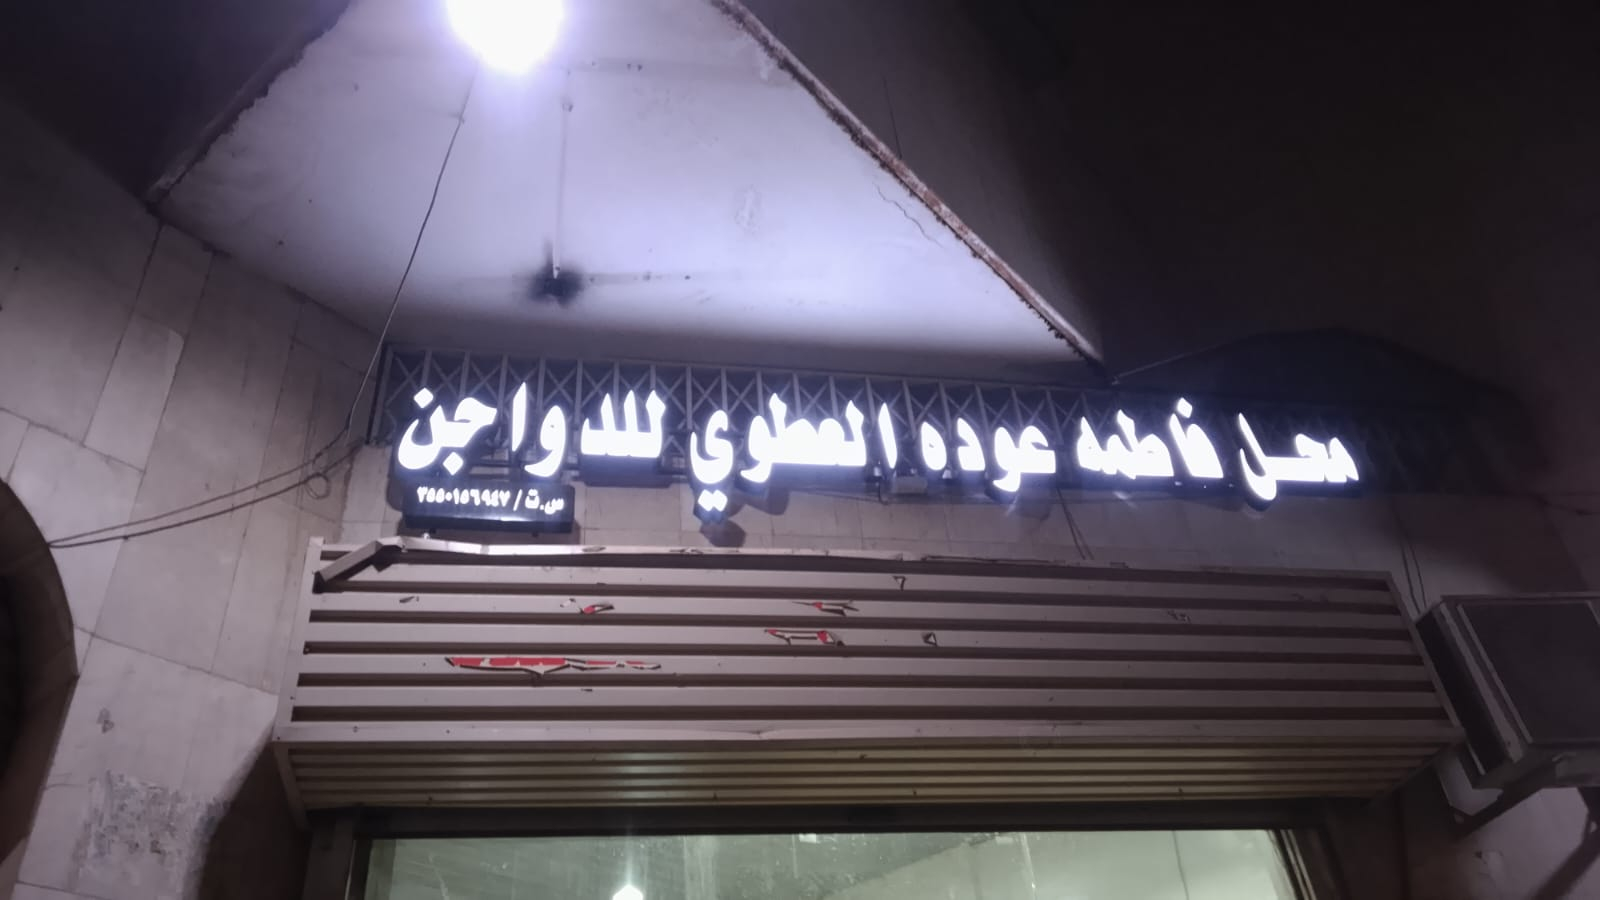 محل فاطمه عوده العطوي للدواجن
س.ت / ٣٥٥٠١٥٦٩٤٧